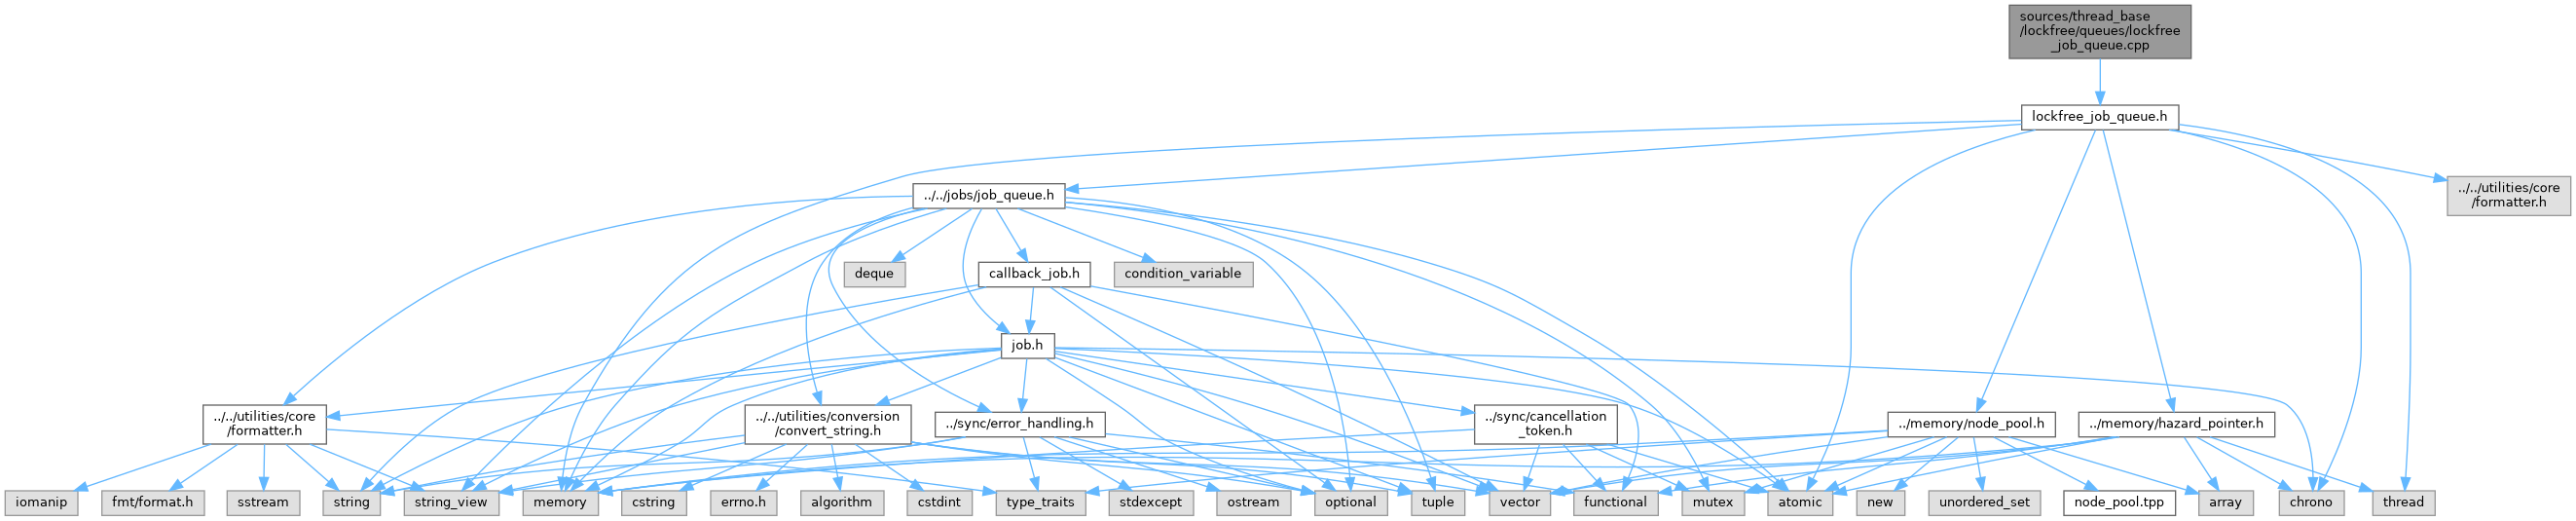 sources/thread_base
/lockfree/queues/lockfree
_job_queue.cpp
lockfree_job_queue.h
../../jobs/job_queue.h
../../utilities/core
/formatter.h
deque
callback_job.h
condition_variable
job.h
../../utilities/core
/formatter.h
../../utilities/conversion
/convert_string.h
../sync/error_handling.h
../sync/cancellation
_token.h
../memory/node_pool.h
../memory/hazard_pointer.h
iomanip
fmt/format.h
sstream
string
string_view
memory
cstring
errno.h
algorithm
cstdint
type_traits
stdexcept
ostream
optional
tuple
vector
functional
mutex
atomic
new
unordered_set
node_pool.tpp
array
chrono
thread